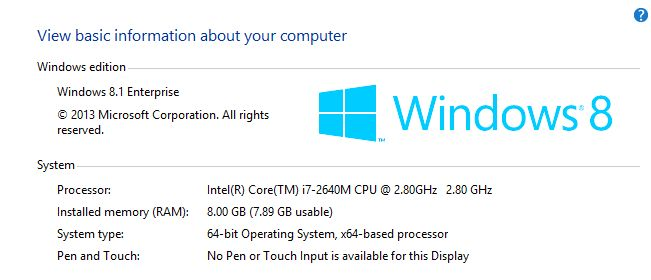 ?
View basic information about your computer
Windows edition
Windows 8.1 Enterprise
© 2013 Microsoft Corporation. All rights
reserved.
Windows® 8
TM
System
Processor: Intel(R) Core(TM) i7-2640M CPU @ 2.80GHz 2.80 GHz
Installed memory (RAM): 8.00 GB (7.89 GB usable)
System type: 64-bit Operating System, x64-based processor
Pen and Touch: No Pen or Touch Input is available for this Display